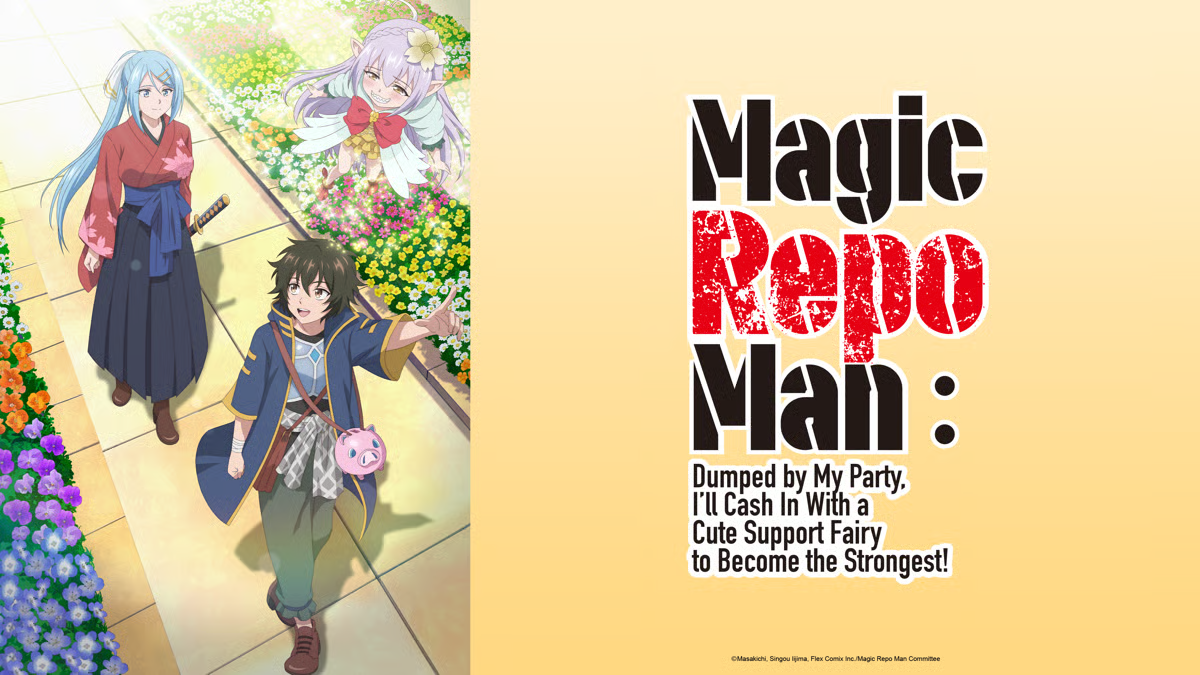 Magic
Repo
Man :
Dumped by My Party,
I'll Cash In With a
Cute Support Fairy
to Become the Strongest!
©Masakichi, Singou Iijima, Flex Comix Inc./Magic Repo Man Committee